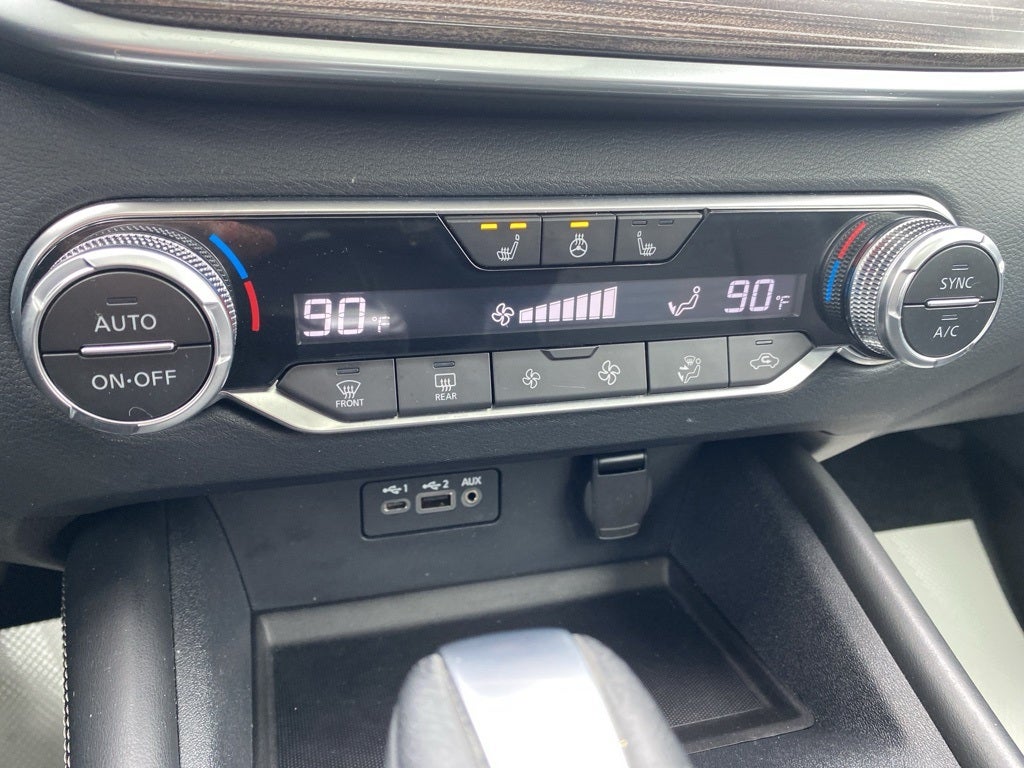 AUTO
ON•OFF
90°F
90°F
SYNC
A/C
FRONT
REAR
1
2
AUX